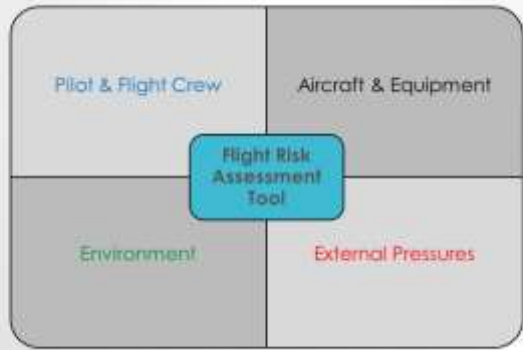 Pilot & Flight Crew
Aircraft & Equipment
Flight Risk
Assessment
Tool
Environment
External Pressures